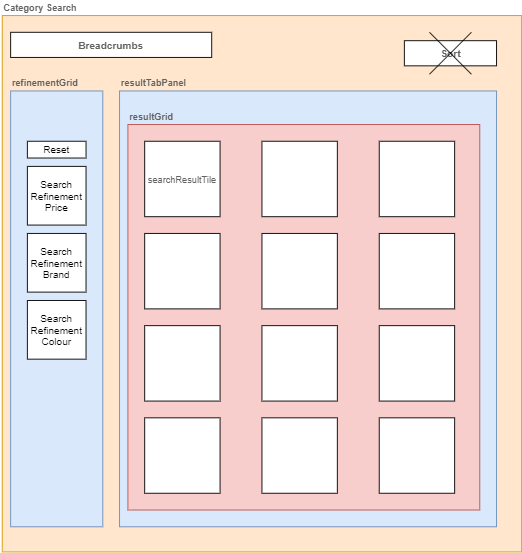 Category Search
Breadcrumbs
Sort
refinementGrid
resultTabPanel
resultGrid
Reset
Search
Refinement
Price
searchResultTile
Search
Refinement
Brand
Search
Refinement
Colour